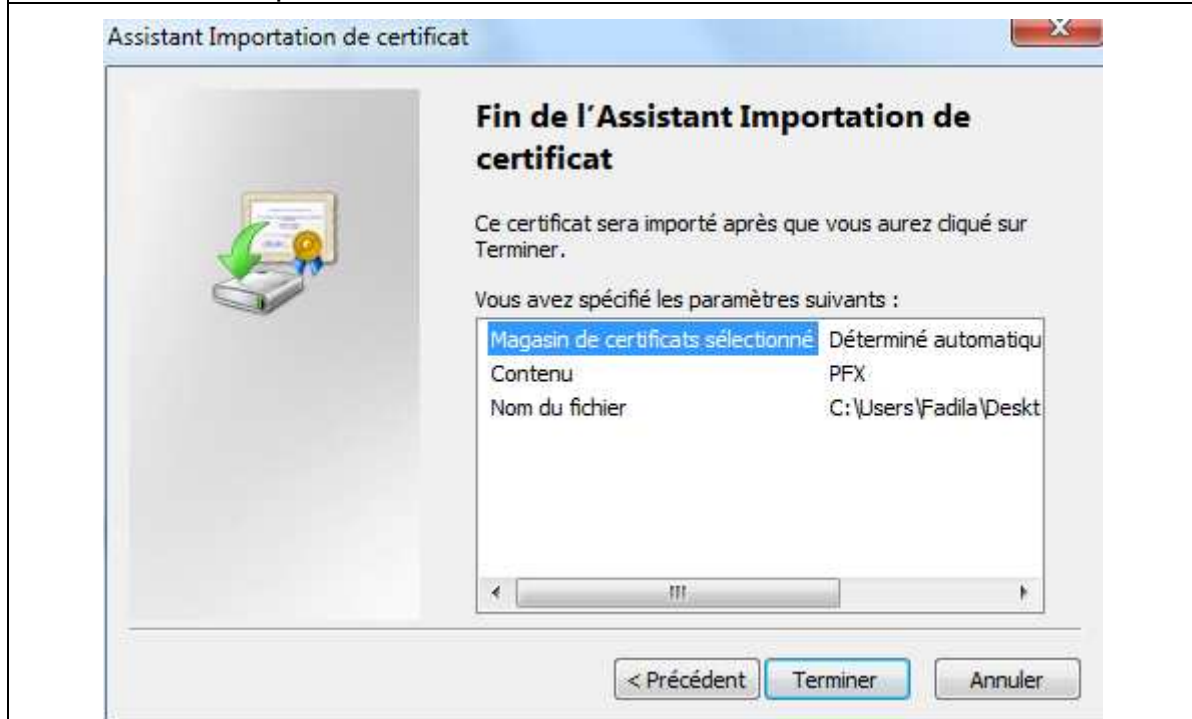 Assistant Importation de certificat
Fin de l'Assistant Importation de
certificat
Ce certificat sera importé après que vous aurez cliqué sur
Terminer.
Vous avez spécifié les paramètres suivants :
Magasin de certificats sélectionné Déterminé automatiqu
Contenu PFX
Nom du fichier C:\Users\Fadila\Deskt
< Précédent Terminer Annuler